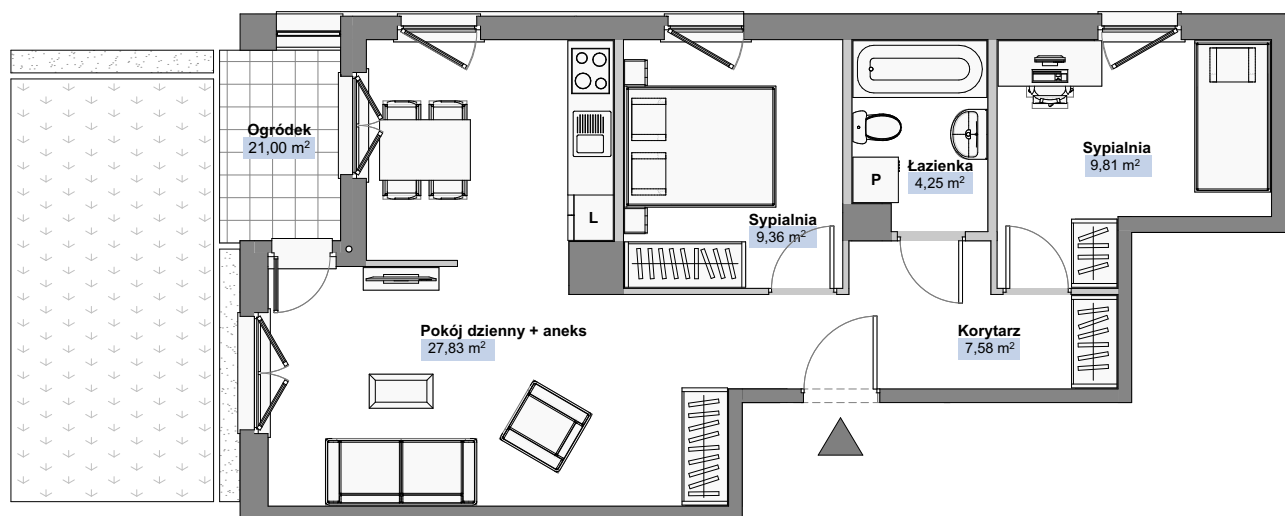 Ogródek
21,00 m²
Sypialnia
9,81 m²
Łazienka
4,25 m²
P
L
Sypialnia
9,36 m²
Pokój dzienny + aneks
27,83 m²
Korytarz
7,58 m²